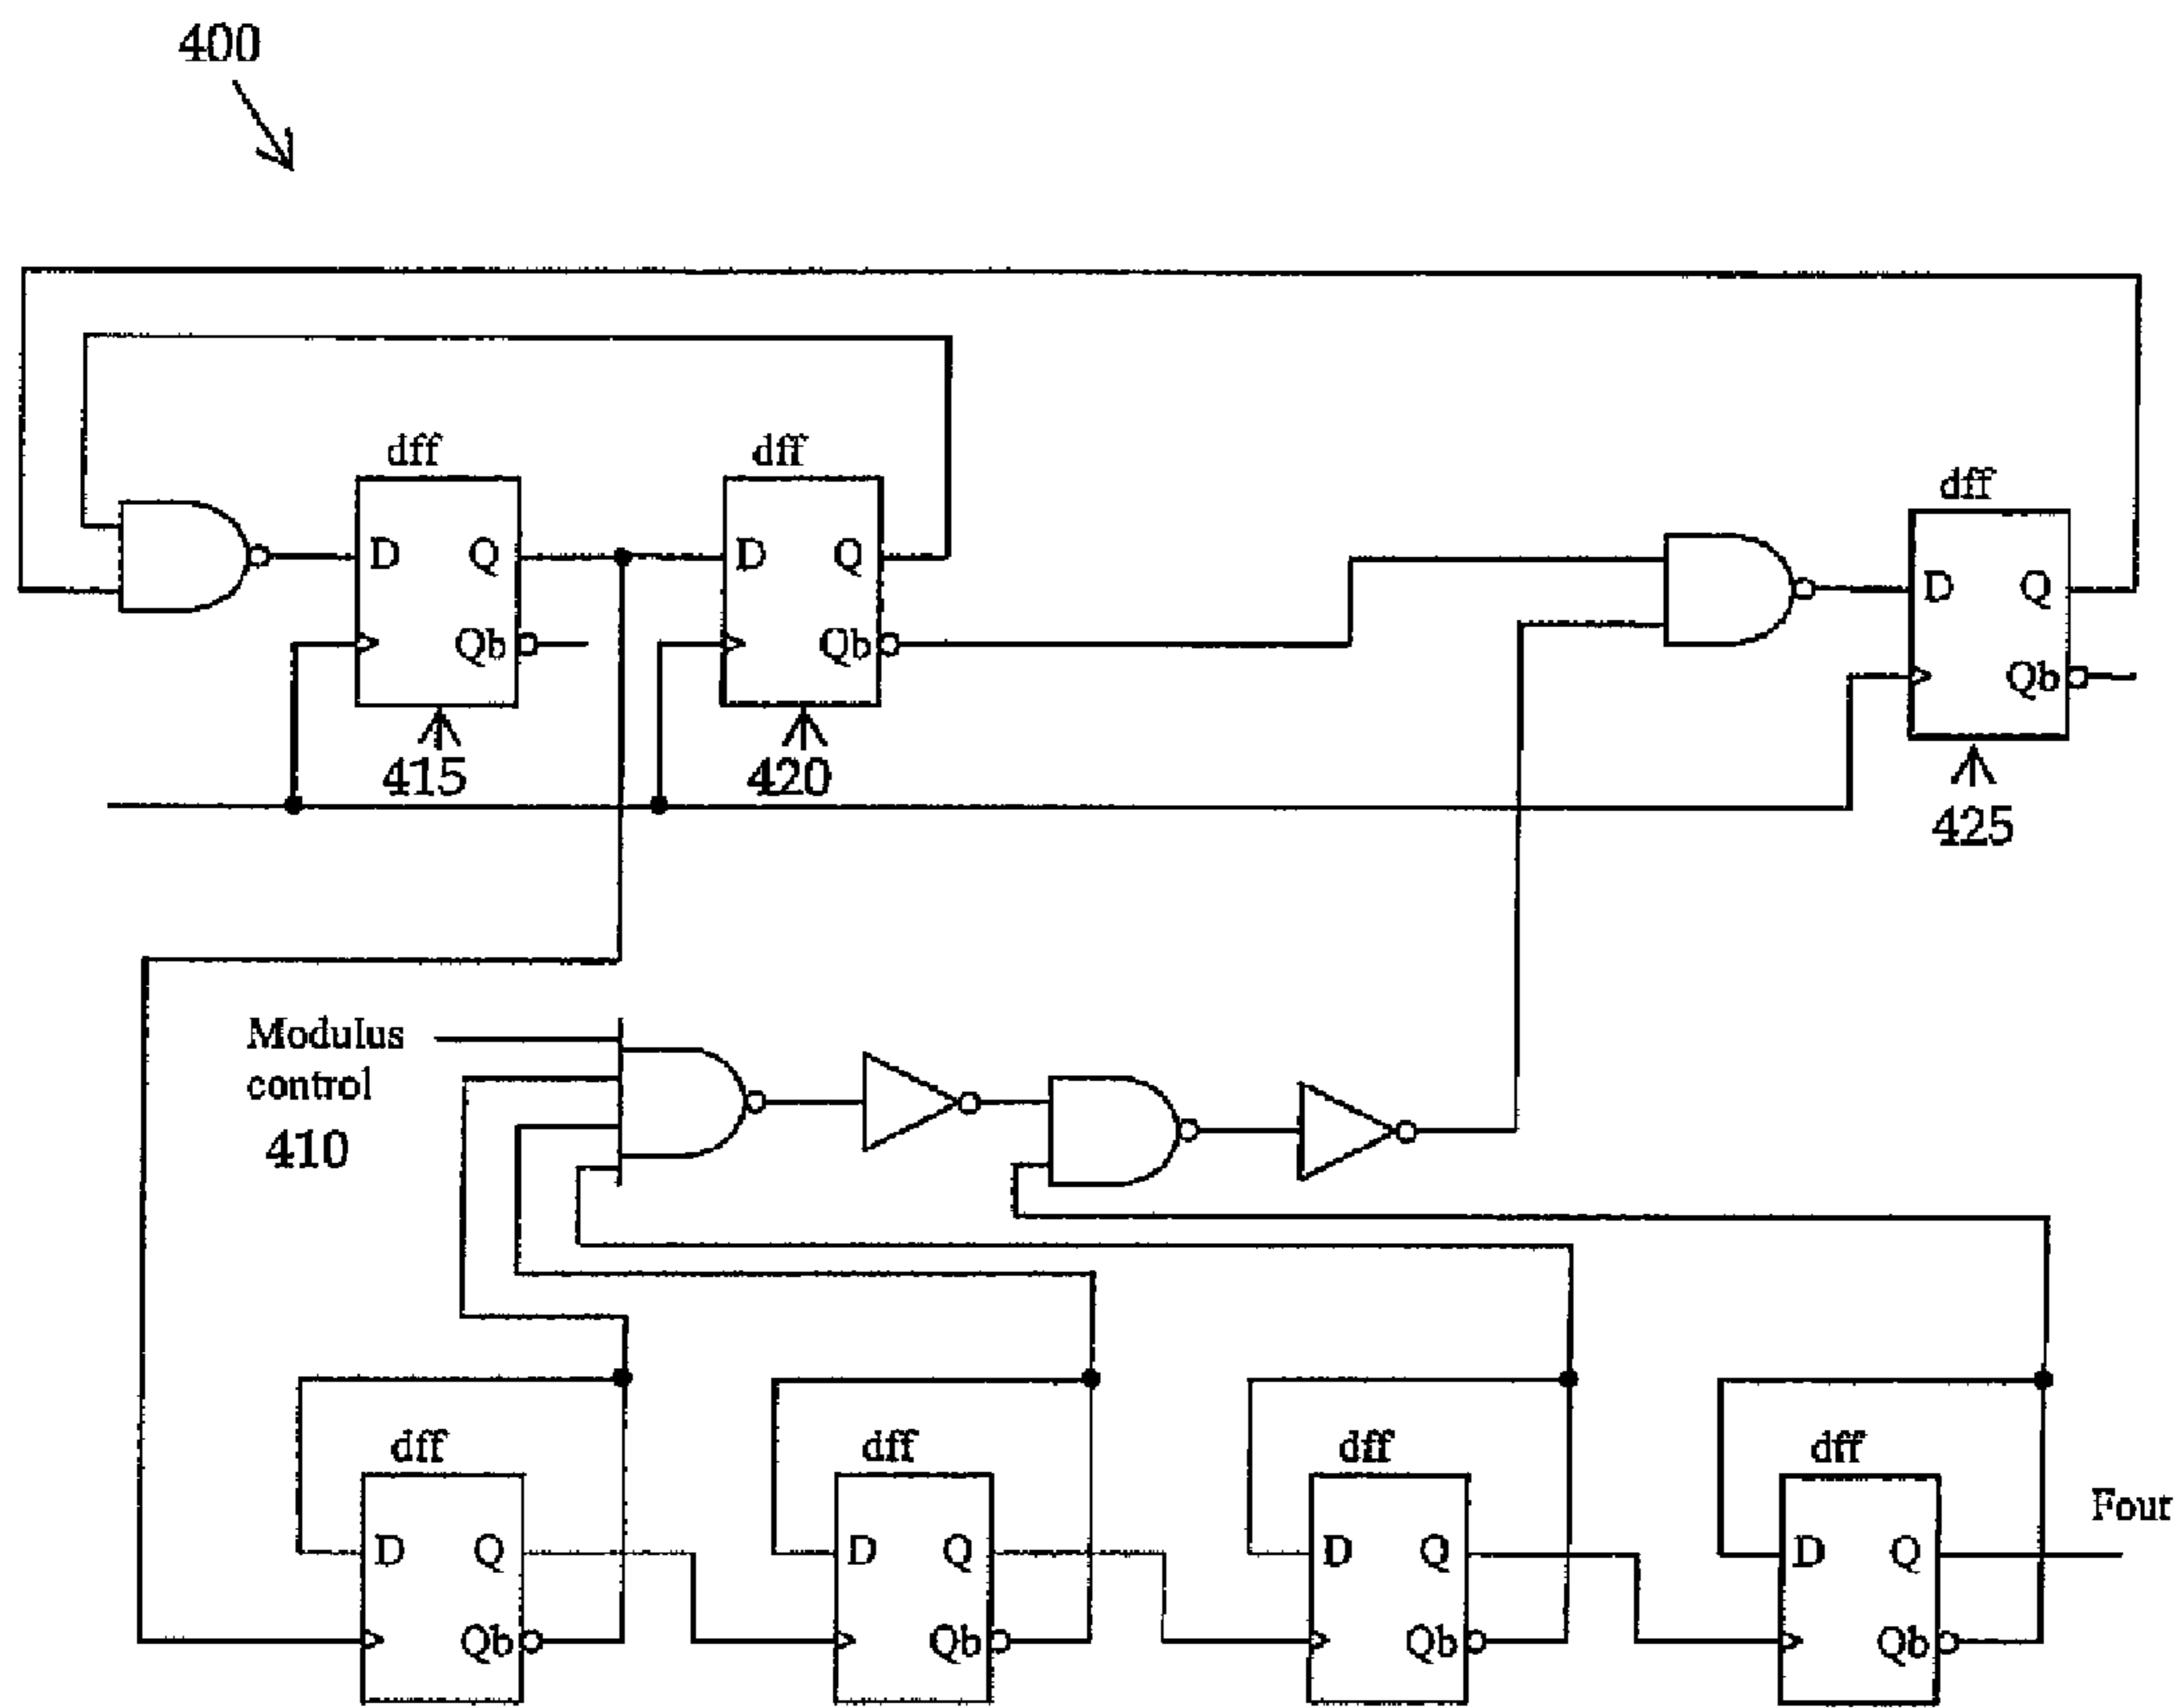 400
dff
dff
dff
D Q
D Q
D Q
Qb
Qb
Qb
415
420
425
Modulus
control
410
dff
dff
dff
dff
Fout
D Q
D Q
D Q
D Q
Qb
Qb
Qb
Qb